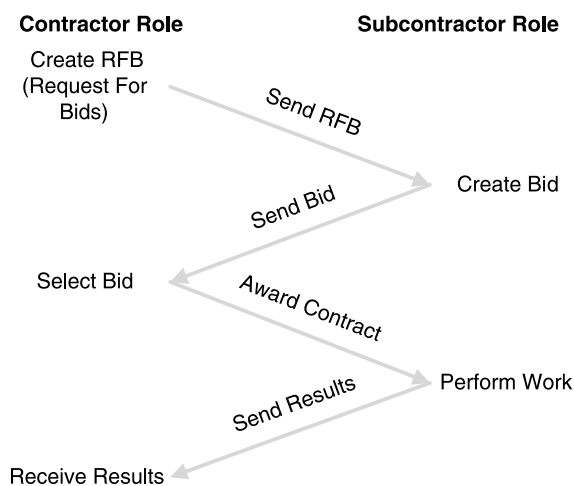 Contractor Role
Subcontractor Role
Create RFB
(Request For
Bids)
Send RFB
Create Bid
Send Bid
Select Bid
Award Contract
Perform Work
Send Results
Receive Results